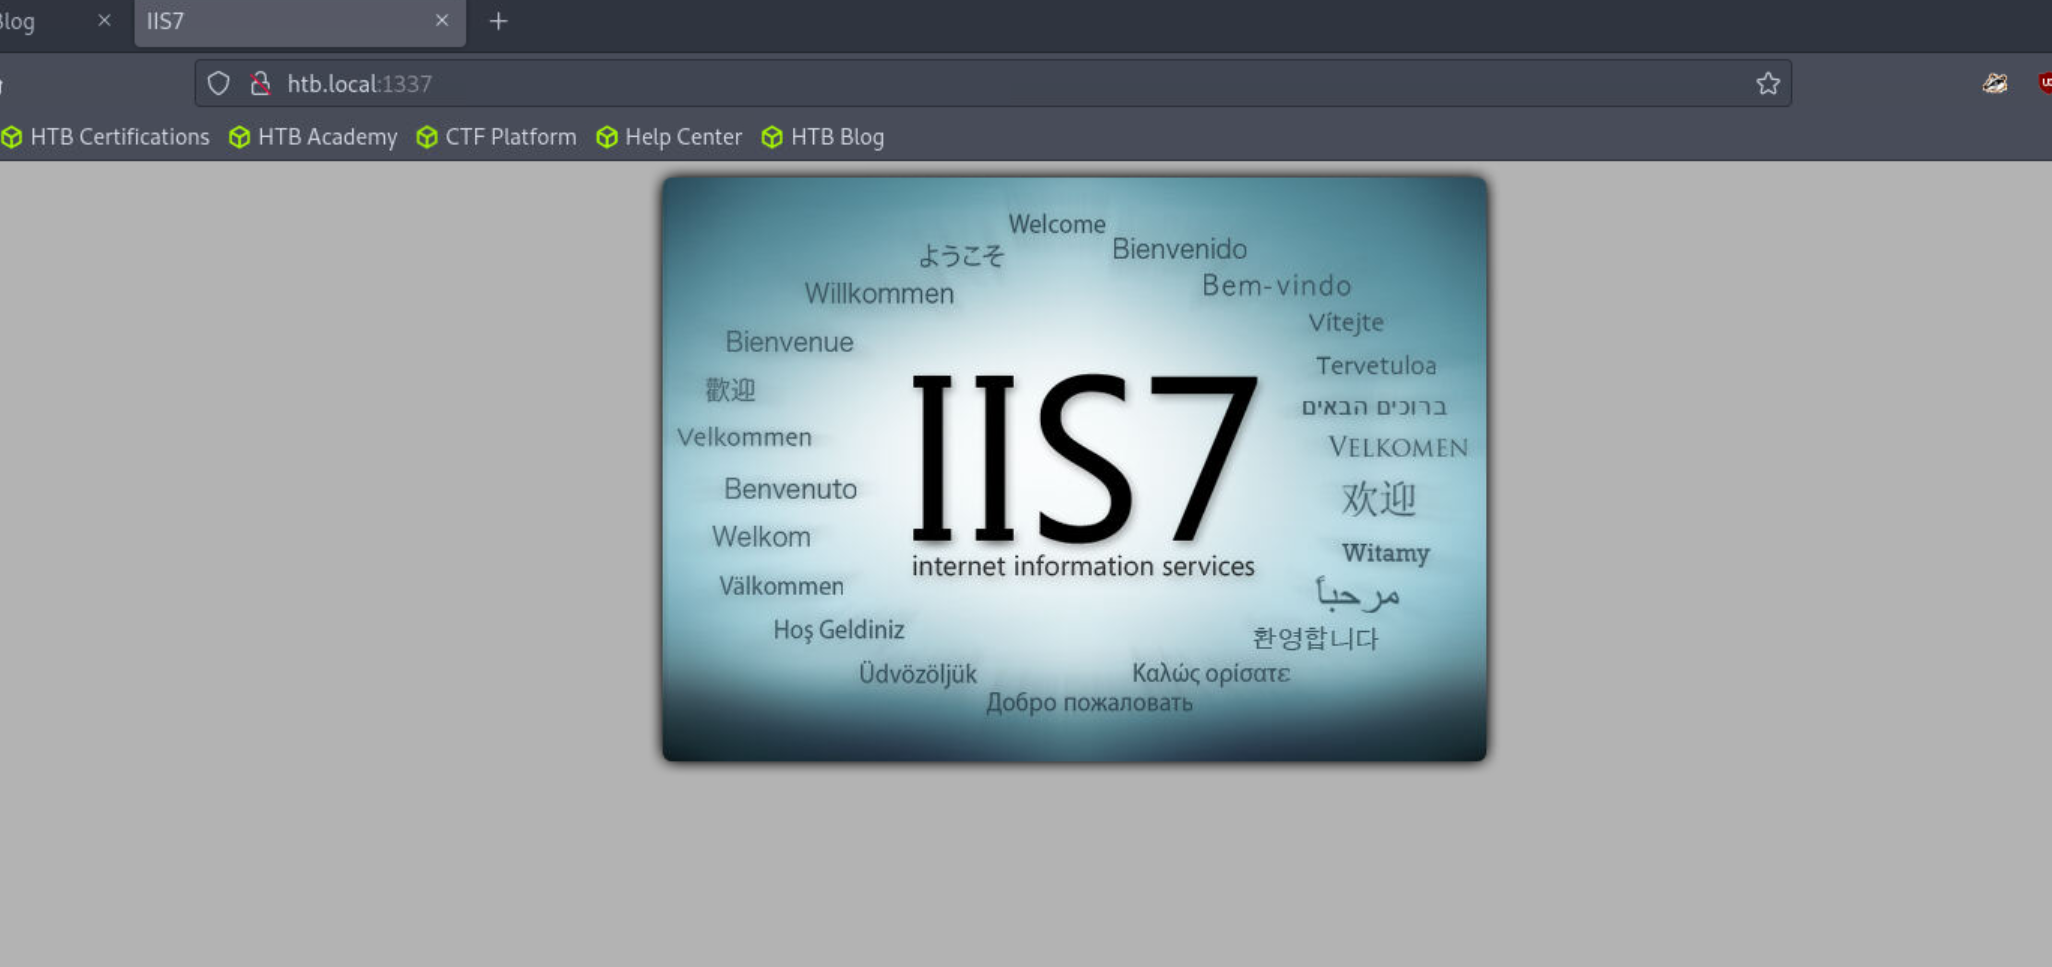 Blog
IIS7
htb.local:1337
HTB Certifications HTB Academy CTF Platform Help Center HTB Blog
Welcome
ようこそ
Bienvenido
Willkommen
Bem-vindo
Vítejte
Bienvenue
Tervetuloa
歡迎
ברוכים הבאים
Velkommen
VELKOMEN
Benvenuto
欢迎
Welkom
Witamy
Välkommen
مرحباً
Hoş Geldiniz
환영합니다
Üdvözöljük
Καλώς ορίσατε
Добро пожаловать
IIS7
internet information services